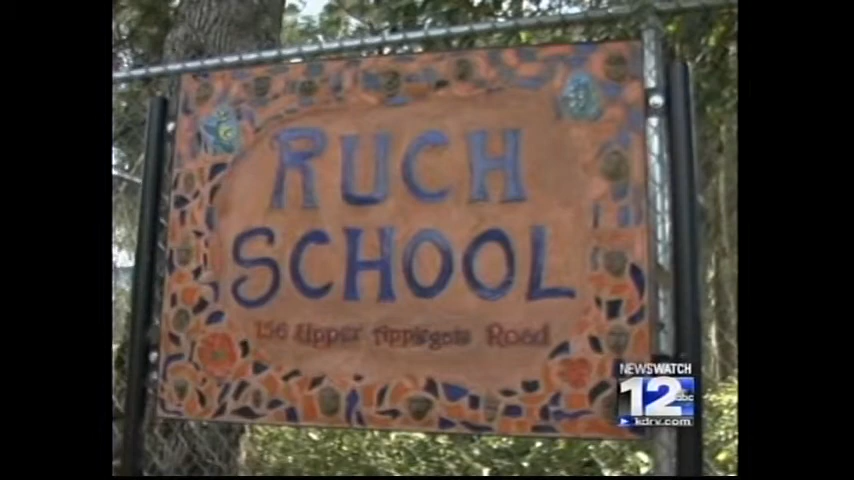 RUCH
SCHOOL
156 Upper Applegate Road
NEWSWATCH
12 abc
kdrv.com